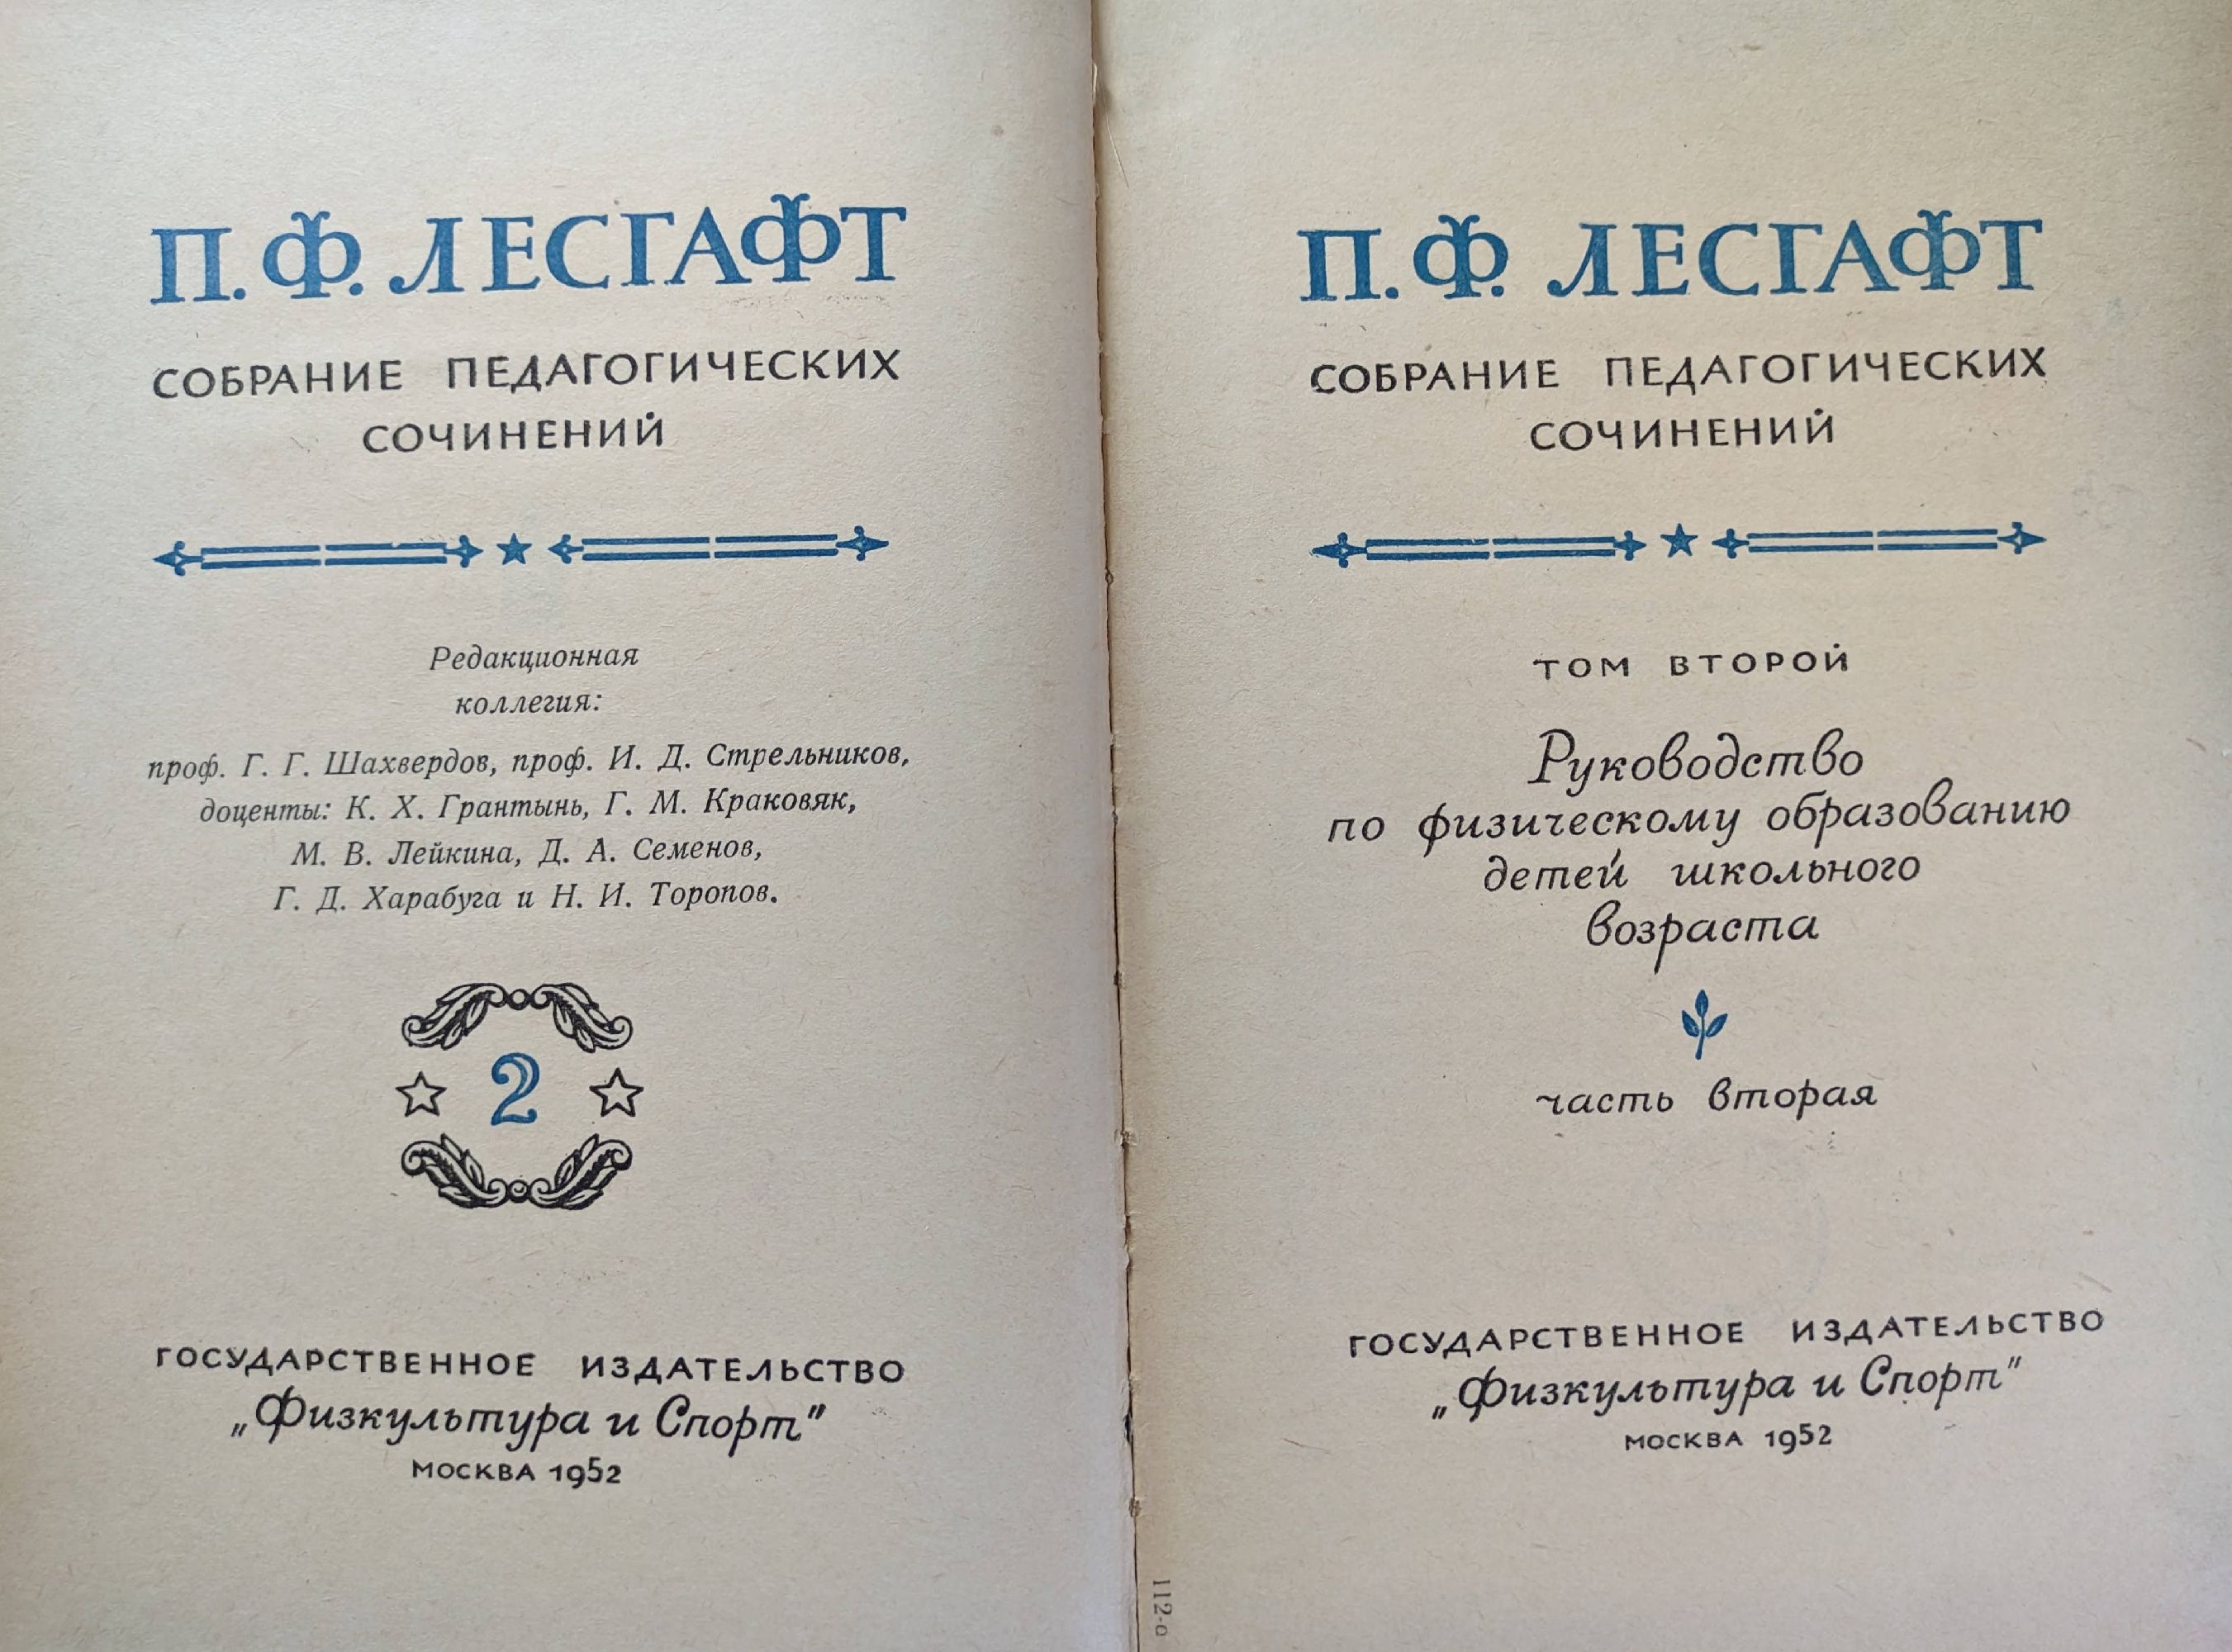 П. Ф. ЛЕСГАФТ
СОБРАНИЕ ПЕДАГОГИЧЕСКИХ
СОЧИНЕНИЙ
Редакционная
коллегия:
проф. Г. Г. Шахвердов, проф. И. Д. Стрельников,
доценты: К. Х. Грантынь, Г. М. Краковяк,
М. В. Лейкина, Д. А. Семенов,
Г. Д. Харабуга и Н. И. Торопов.
2
ГОСУДАРСТВЕННОЕ ИЗДАТЕЛЬСТВО
„Физкультура и Спорт"
МОСКВА 1952
П. Ф. ЛЕСГАФТ
СОБРАНИЕ ПЕДАГОГИЧЕСКИХ
СОЧИНЕНИЙ
ТОМ ВТОРОЙ
Руководство
по физическому образованию
детей школьного
возраста
часть вторая
ГОСУДАРСТВЕННОЕ ИЗДАТЕЛЬСТВО
„Физкультура и Спорт"
МОСКВА 1952